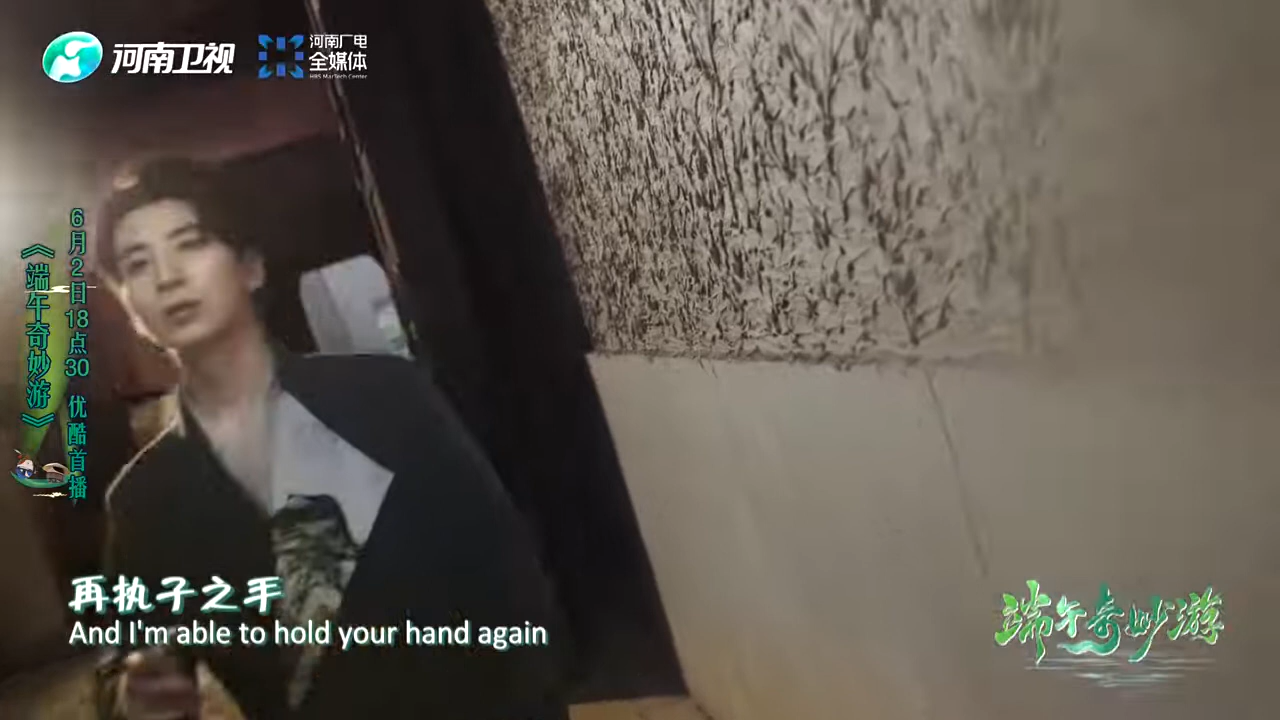 河南卫视
河南广电
全媒体
HBS MarTech Center
6月2日18点30 优酷首播
《端午奇妙游》
再执子之手
And I'm able to hold your hand again
端午奇妙游